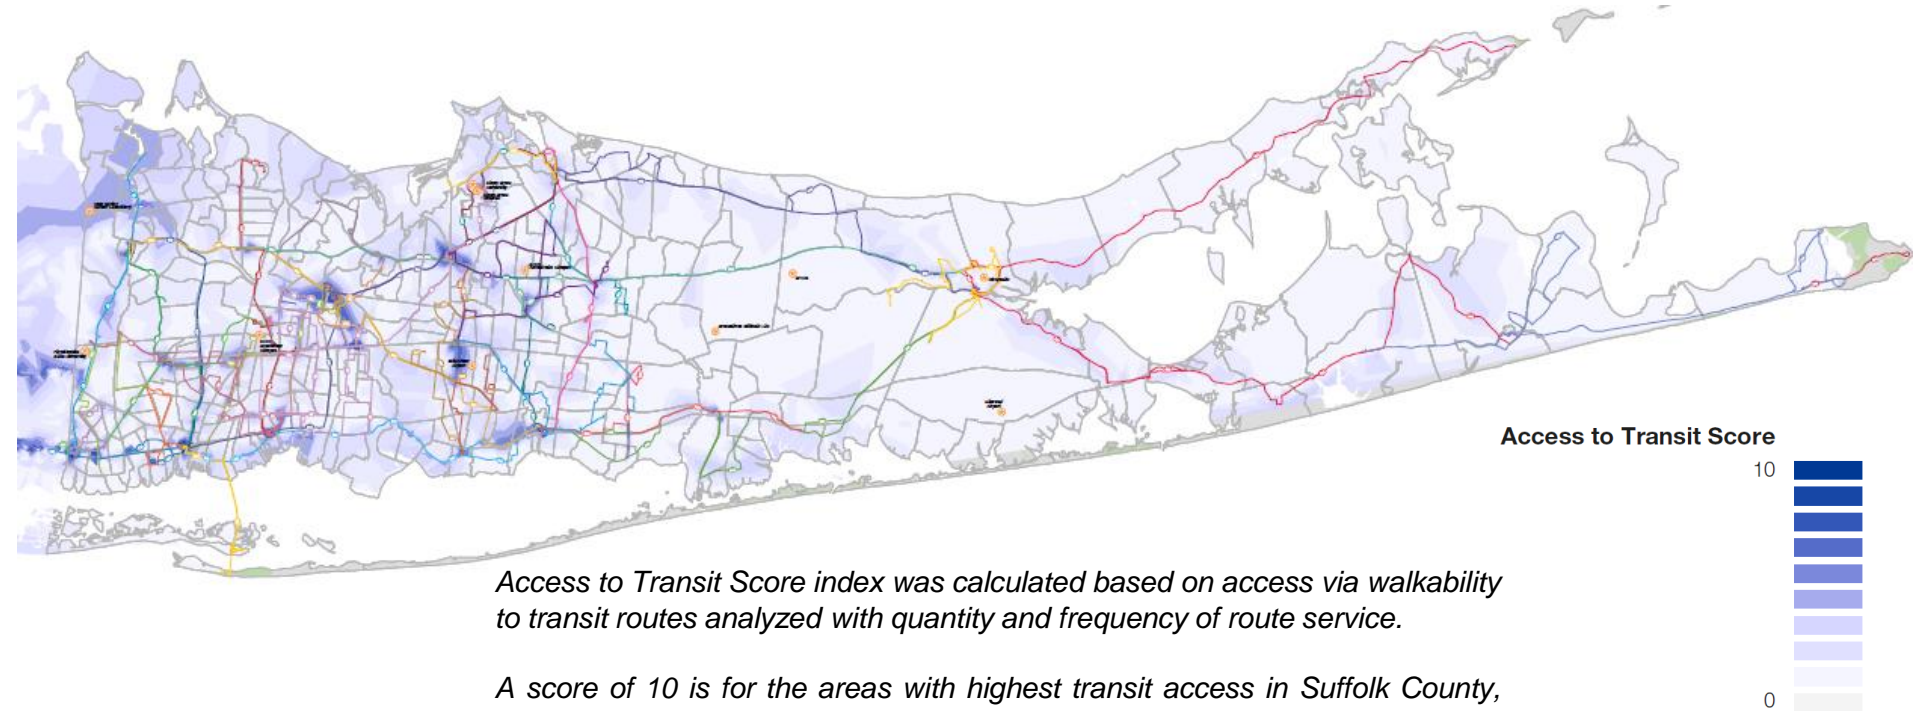 Access to Transit Score
10
0
Access to Transit Score index was calculated based on access via walkability
to transit routes analyzed with quantity and frequency of route service.
A score of 10 is for the areas with highest transit access in Suffolk County,